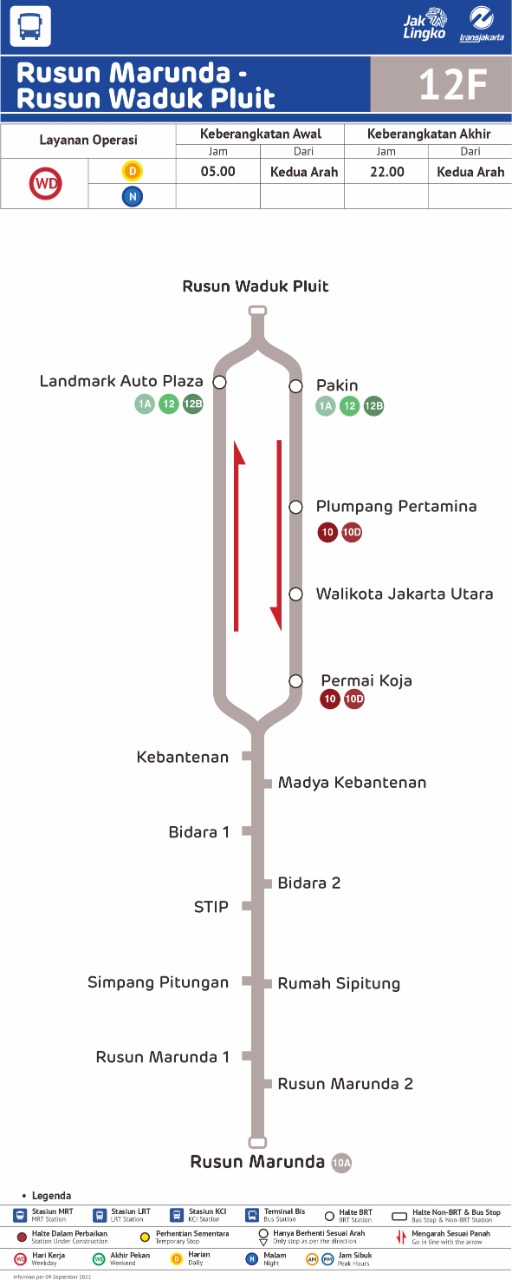 Jak
Lingko
transjakarta
Rusun Marunda -
Rusun Waduk Pluit
12F
Layanan Operasi
Keberangkatan Awal
Keberangkatan Akhir
Jam
Dari
Jam
Dari
WD
D
05.00
Kedua Arah
22.00
Kedua Arah
N
Rusun Waduk Pluit
Landmark Auto Plaza
1A 12 12B
Pakin
1A 12 12B
Plumpang Pertamina
10 10D
Walikota Jakarta Utara
Permai Koja
10 10D
Kebantenan
Madya Kebantenan
Bidara 1
Bidara 2
STIP
Simpang Pitungan
Rumah Sipitung
Rusun Marunda 1
Rusun Marunda 2
Rusun Marunda 10A
• Legenda
Stasiun MRT
MRT Station
Stasiun LRT
LRT Station
Stasiun KCI
KCI Station
Terminal Bis
Bus Station
Halte BRT
BRT Station
Halte Non-BRT & Bus Stop
Bus Stop & Non-BRT Station
Halte Dalam Perbaikan
Station Under Construction
Perhentian Sementara
Temporary Stop
Hanya Berhenti Sesuai Arah
Only stop as per the direction
Mengarah Sesuai Panah
Go in line with the arrow
WD
Hari Kerja
Weekday
WE
Akhir Pekan
Weekend
D
Harian
Daily
N
Malam
Night
AM PM
Jam Sibuk
Peak Hours
Informasi per 09 September 2022